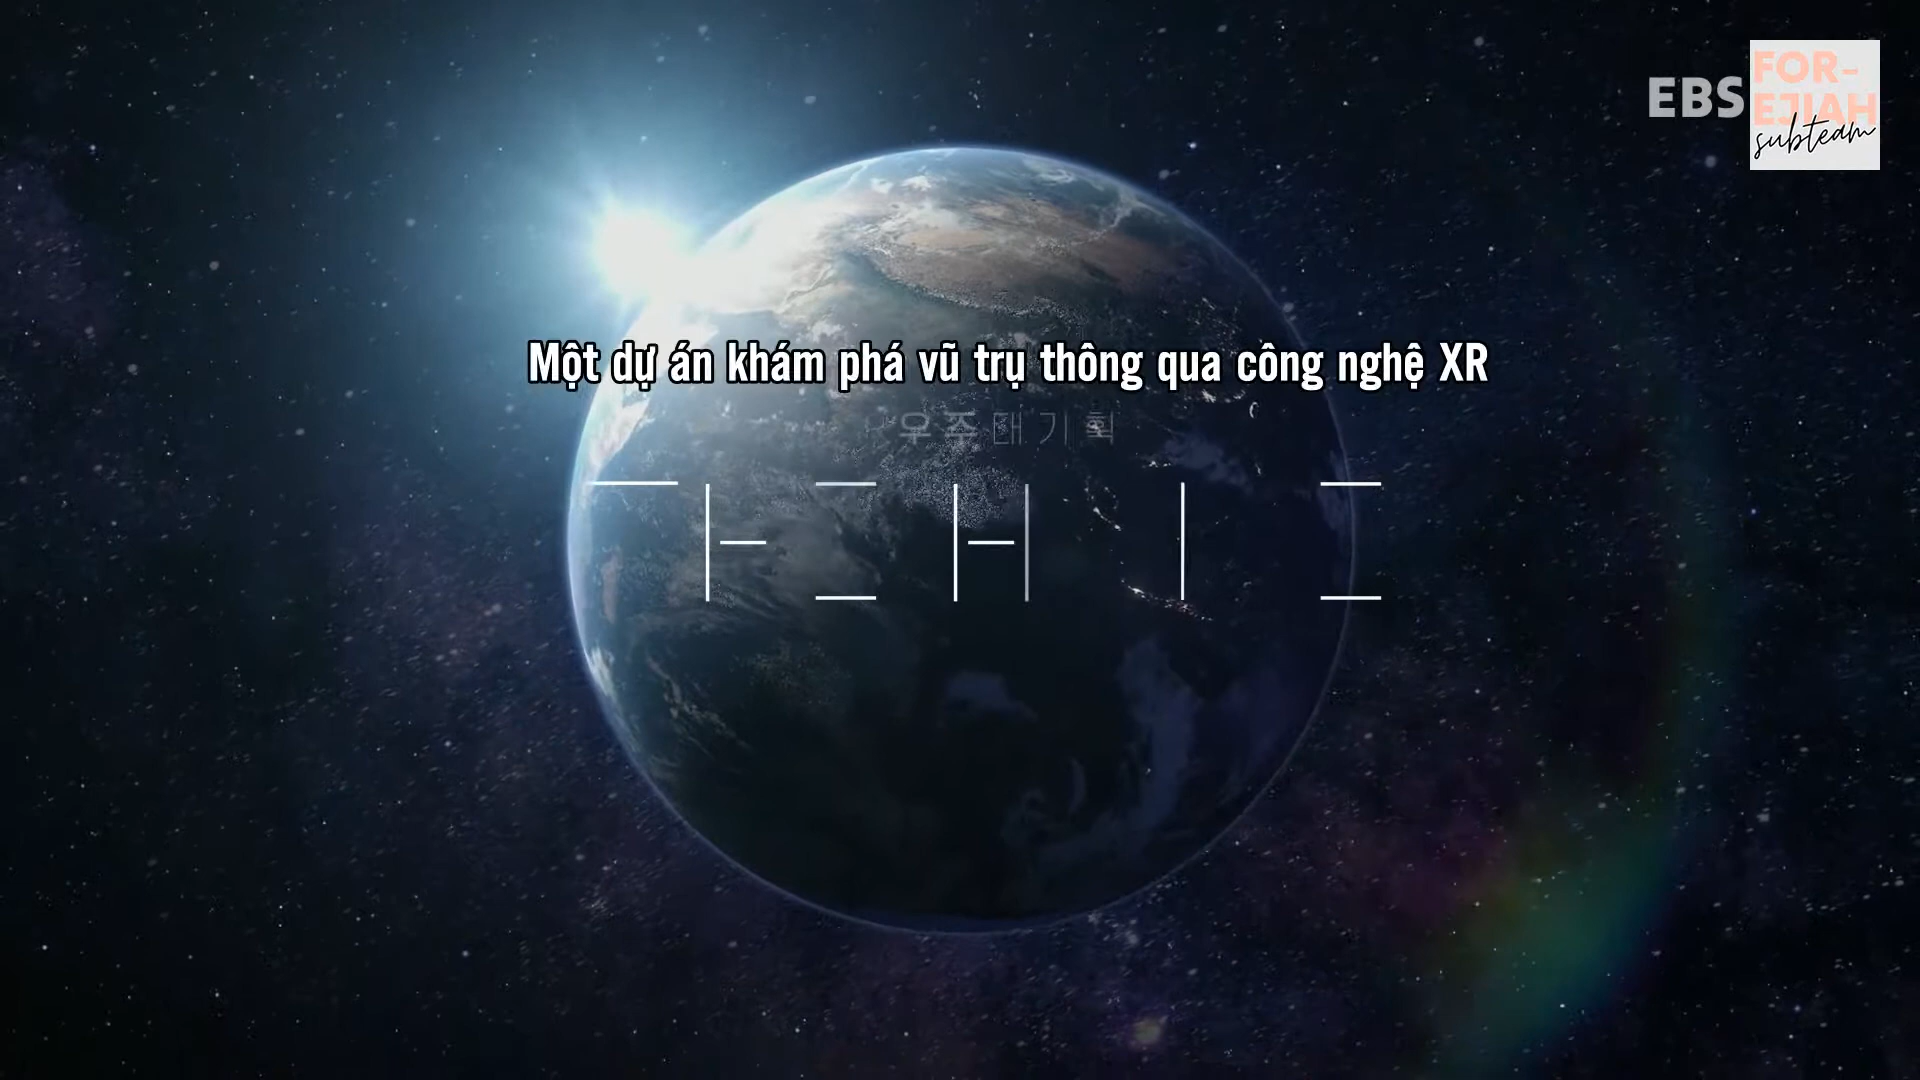 EBS
FOR-
EJIAH
subteam
Một dự án khám phá vũ trụ thông qua công nghệ XR
우주대기획